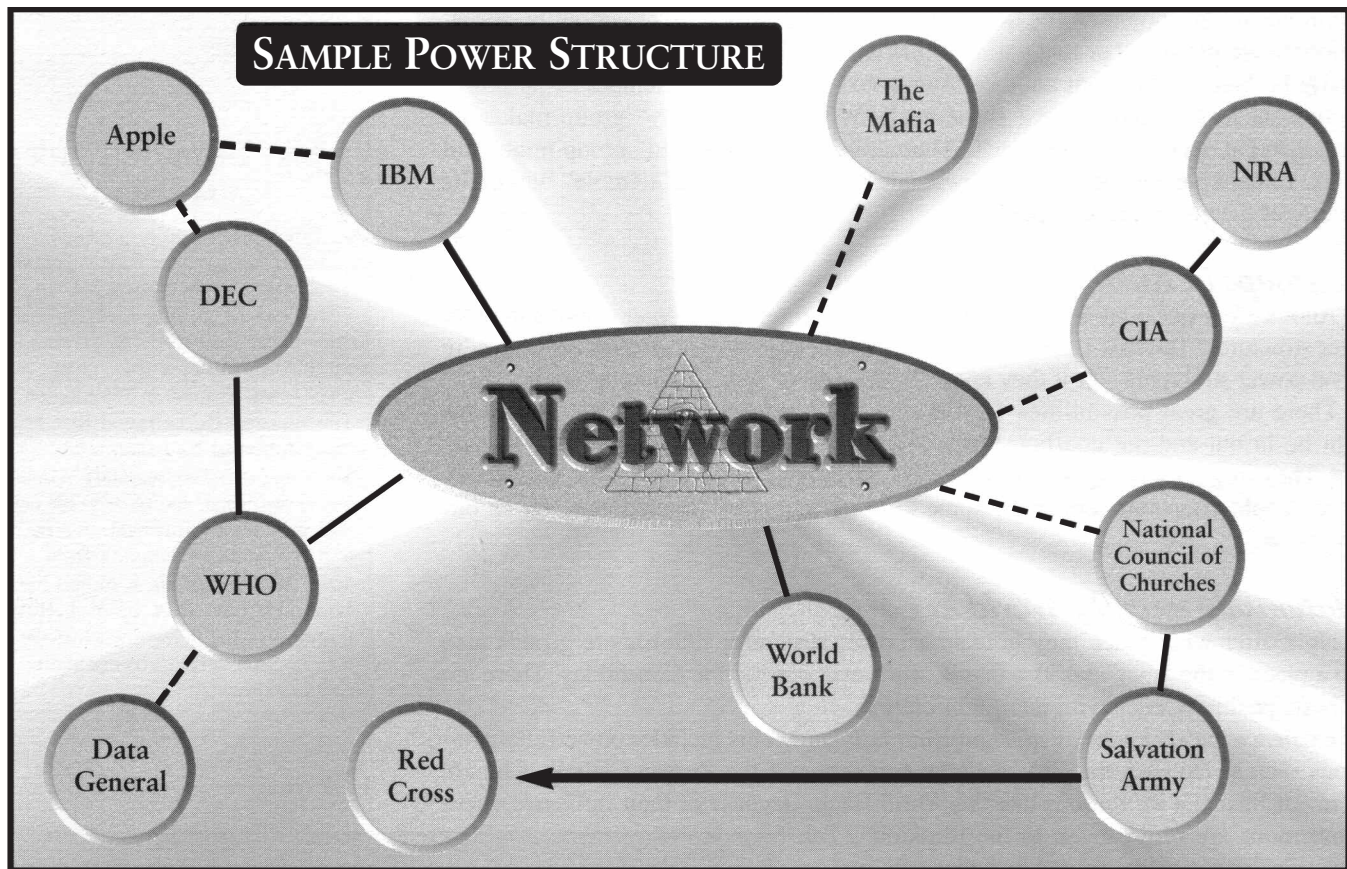 SAMPLE POWER STRUCTURE
Apple
IBM
The
Mafia
NRA
DEC
CIA
Network
WHO
National
Council of
Churches
World
Bank
Data
General
Red
Cross
Salvation
Army